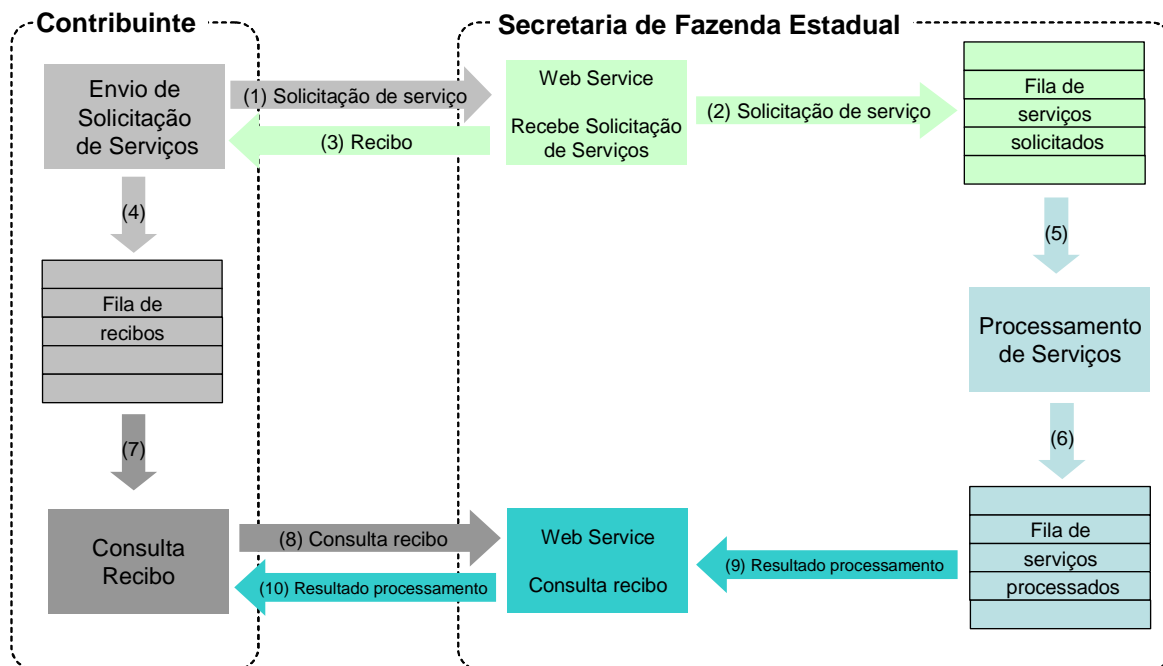 Contribuinte
Secretaria de Fazenda Estadual
Envio de
Solicitação
de Serviços
(1) Solicitação de serviço
(3) Recibo
Web Service
Recebe Solicitação
de Serviços
(2) Solicitação de serviço
Fila de
serviços
solicitados
(4)
(5)
Fila de
recibos
Processamento
de Serviços
(7)
(6)
Consulta
Recibo
(8) Consulta recibo
(10) Resultado processamento
Web Service
Consulta recibo
(9) Resultado processamento
Fila de
serviços
processados